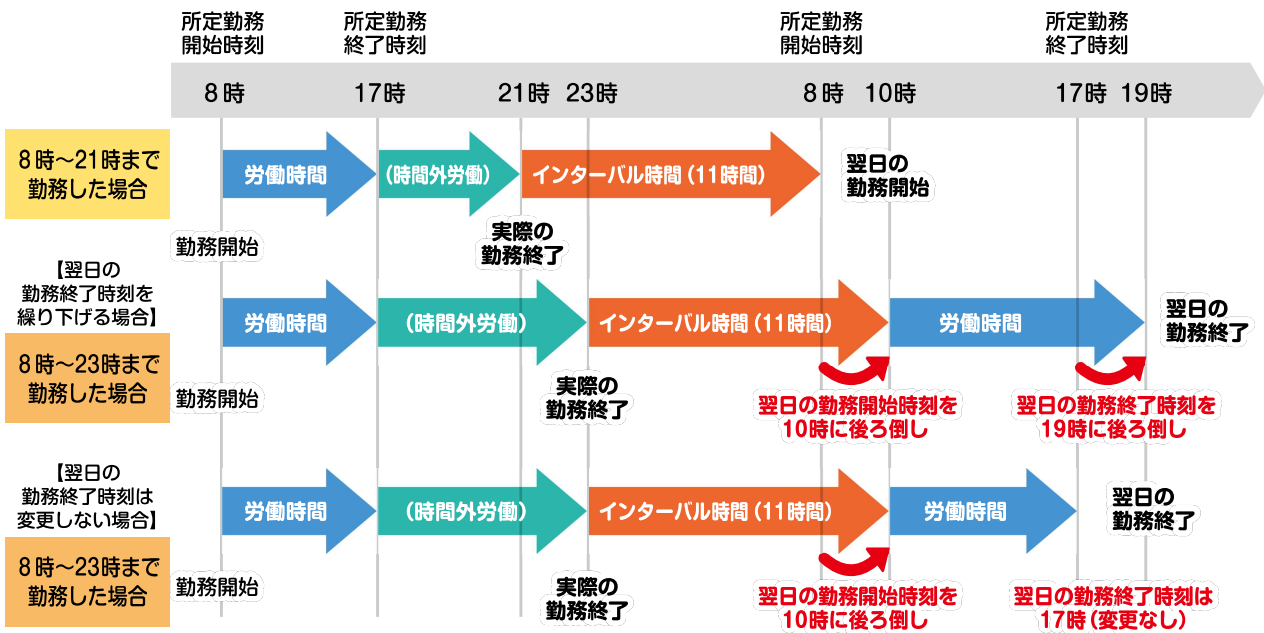 所定勤務
開始時刻
所定勤務
終了時刻
所定勤務
開始時刻
所定勤務
終了時刻
8時
17時
21時
23時
8時
10時
17時
19時
8時～21時まで
勤務した場合
労働時間
(時間外労働)
インターバル時間(11時間)
翌日の
勤務開始
勤務開始
実際の
勤務終了
【翌日の
勤務終了時刻を
繰り下げる場合】
8時～23時まで
勤務した場合
労働時間
(時間外労働)
インターバル時間(11時間)
労働時間
翌日の
勤務終了
勤務開始
実際の
勤務終了
翌日の勤務開始時刻を
10時に後ろ倒し
翌日の勤務終了時刻を
19時に後ろ倒し
【翌日の
勤務終了時刻は
変更しない場合】
8時～23時まで
勤務した場合
労働時間
(時間外労働)
インターバル時間(11時間)
労働時間
翌日の
勤務終了
勤務開始
実際の
勤務終了
翌日の勤務開始時刻を
10時に後ろ倒し
翌日の勤務終了時刻は
17時(変更なし)